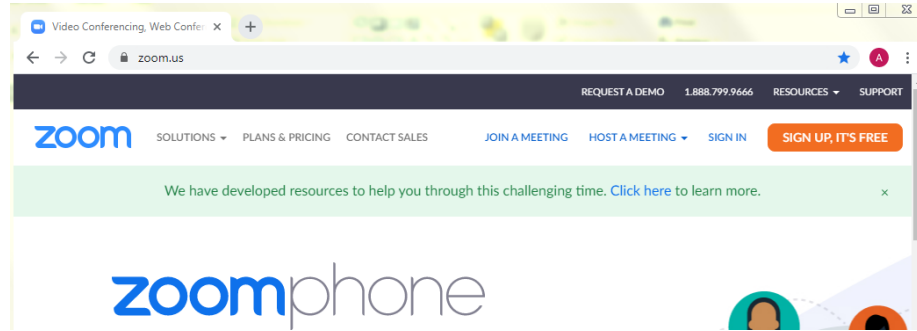 Video Conferencing, Web Confer
zoom.us
A
REQUEST A DEMO 1.888.799.9666 RESOURCES SUPPORT
zoom SOLUTIONS PLANS & PRICING CONTACT SALES JOIN A MEETING HOST A MEETING SIGN IN SIGN UP, IT'S FREE
We have developed resources to help you through this challenging time. Click here to learn more.
zoomphone